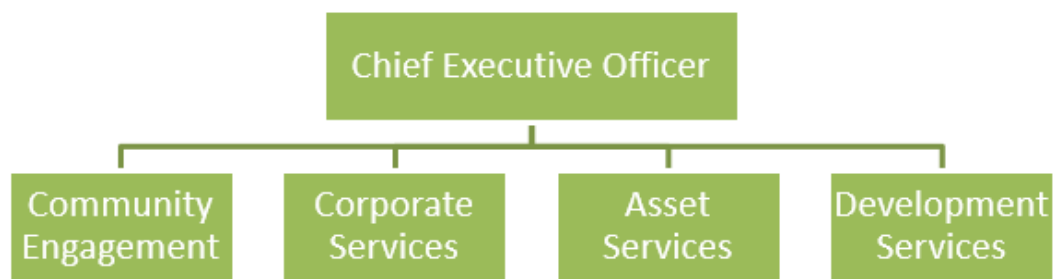 Chief Executive Officer
Community
Engagement
Corporate
Services
Asset
Services
Development
Services